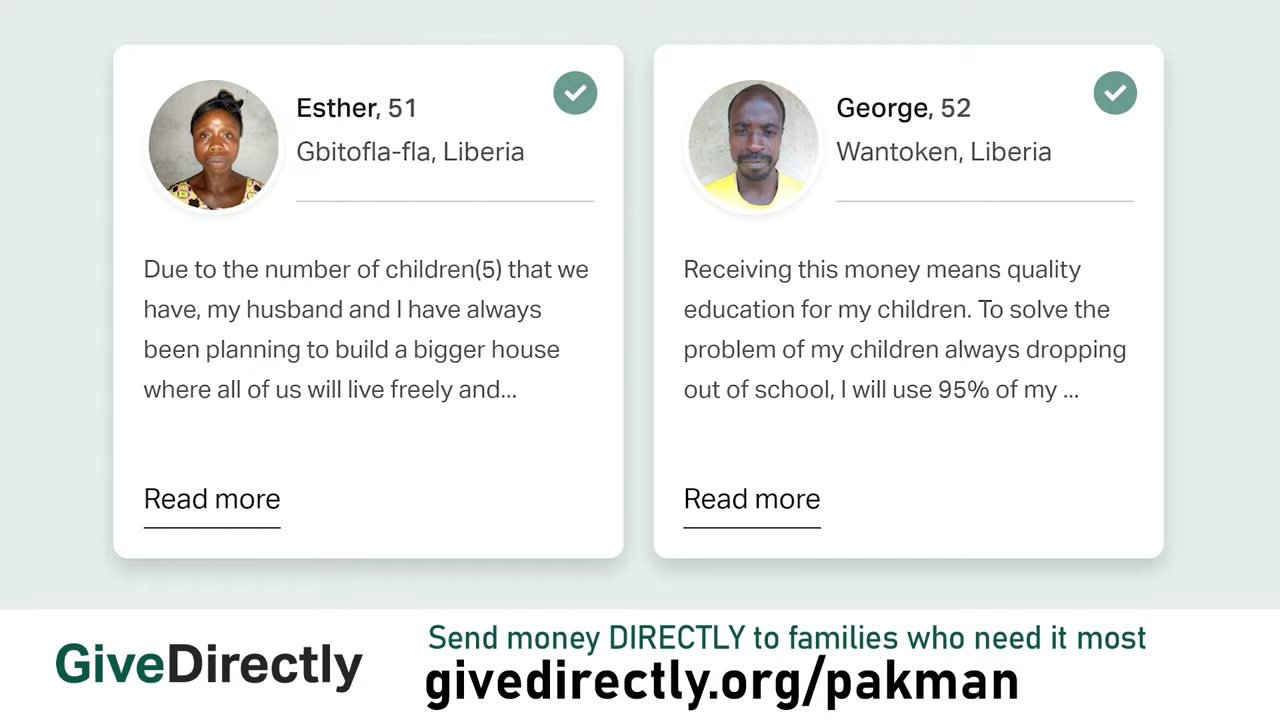 Esther, 51
Gbitofla-fla, Liberia
Due to the number of children(5) that we
have, my husband and I have always
been planning to build a bigger house
where all of us will live freely and...
Read more
George, 52
Wantoken, Liberia
Receiving this money means quality
education for my children. To solve the
problem of my children always dropping
out of school, I will use 95% of my ...
Read more
GiveDirectly
Send money DIRECTLY to families who need it most
givedirectly.org/pakman